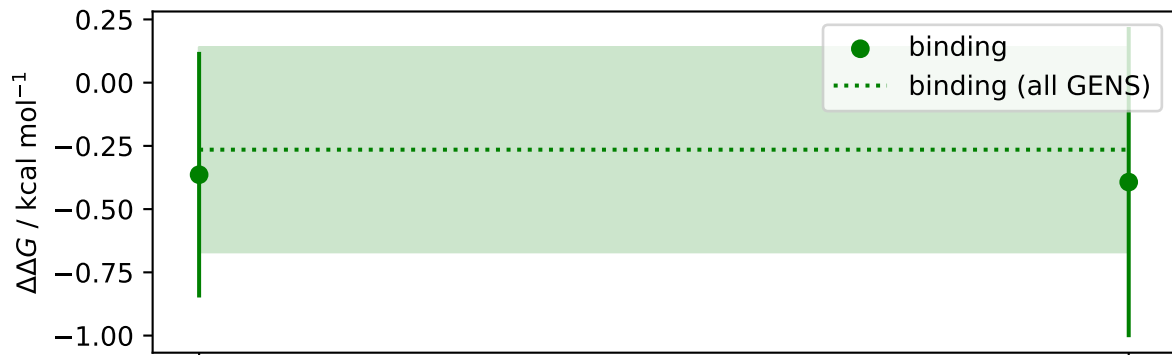 0.25
0.00
−0.25
−0.50
−0.75
−1.00
ΔΔG / kcal mol⁻¹
binding
binding (all GENS)